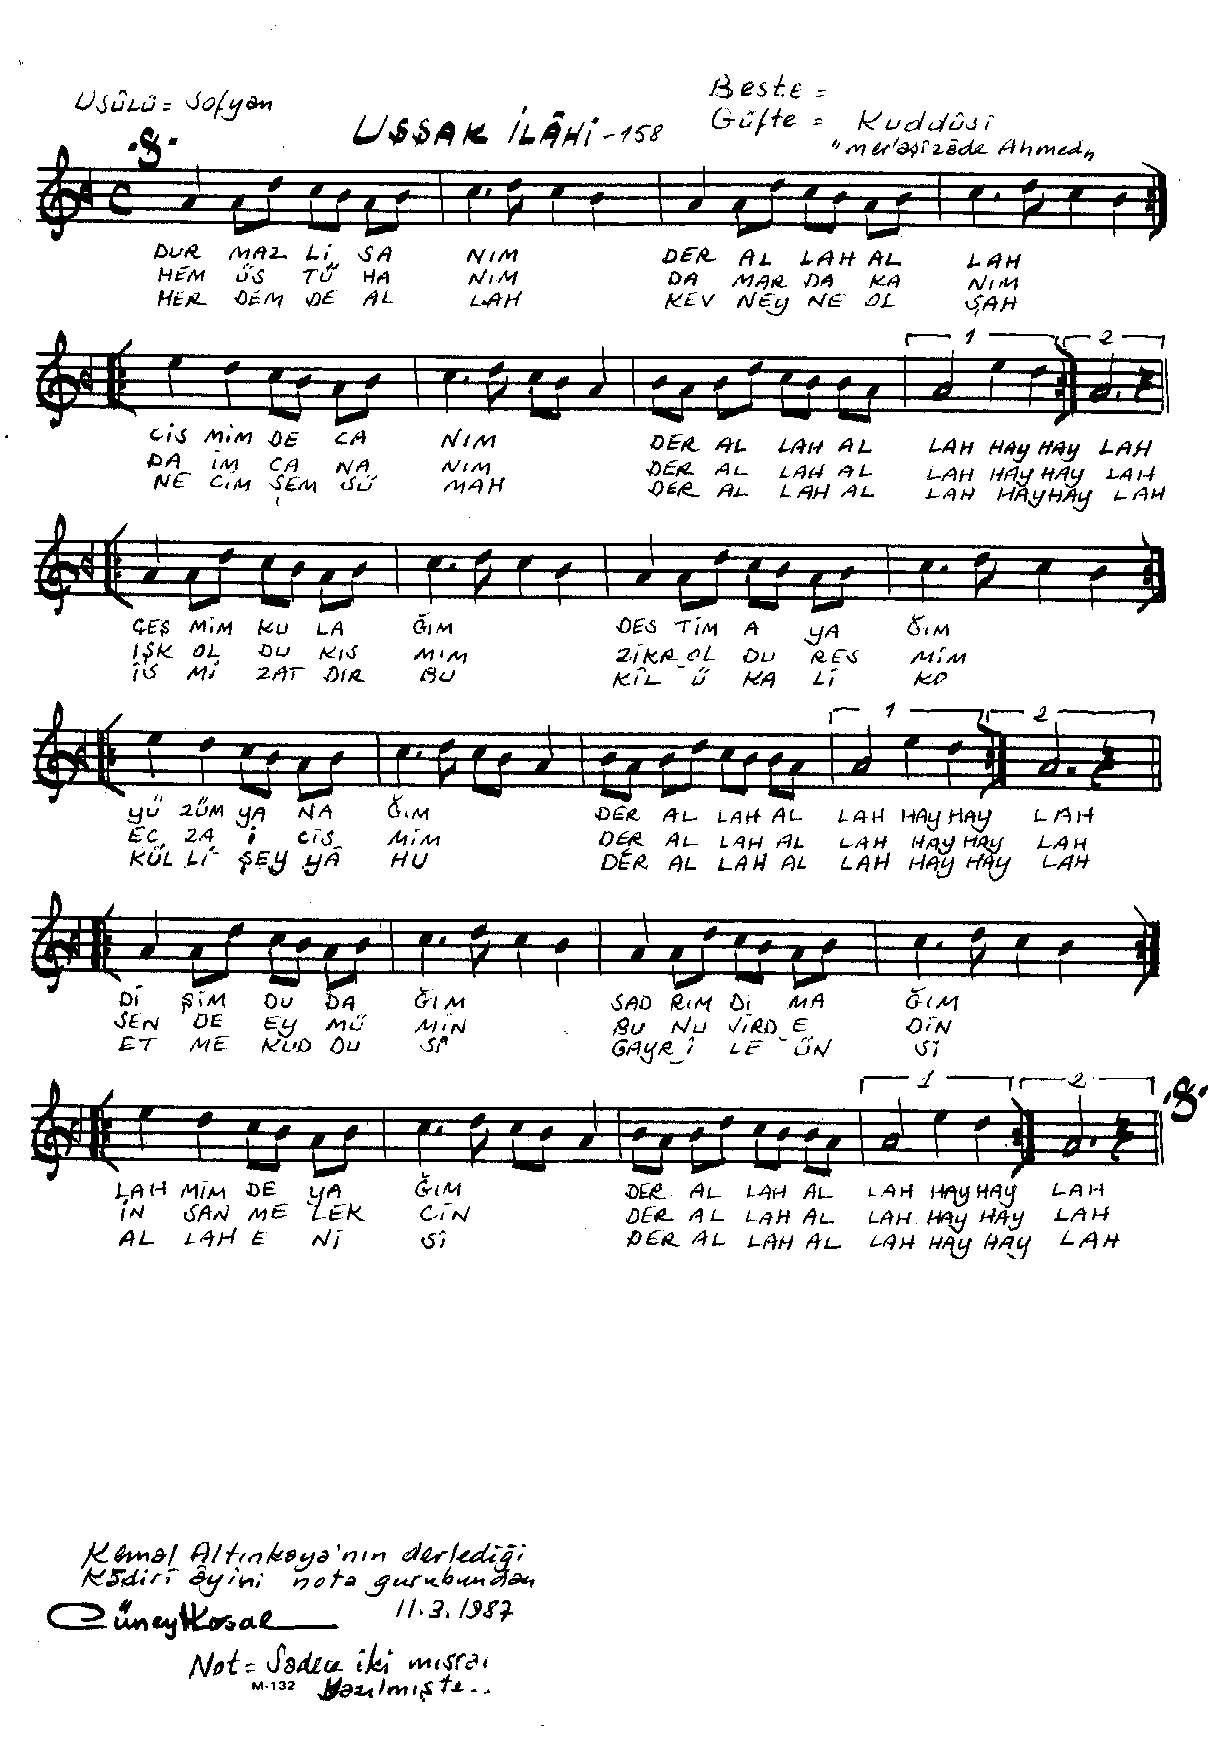 Usûlü = Sofyan
Beste =
UŞŞAK İLÂHİ - 158
Güfte = Kuddûsi
"Mer'aşîzâde Ahmed"
DUR MAZ Lİ SA NIM DER AL LAH AL LAH
HEM ÜS TÜ HA NIM DA MAR DA KA NIM
HER DEM DE AL LAH KEV NEY NE OL ŞAH
1 2
CİS MİM DE CA NIM DER AL LAH AL LAH HAY HAY LAH
DA İM CA NA NIM DER AL LAH AL LAH HAY HAY LAH
NE CİM ŞEM SÜ MAH DER AL LAH AL LAH HAY HAY LAH
ÇEŞ MİM KU LA ĞIM DES TİM A YA ĞIM
IŞK OL DU KIS MIM ZİKR OL DU RES MİM
İS Mİ ZAT DIR BU KİL Ü KA Lİ KO
1 2
YÜ ZÜM YA NA ĞIM DER AL LAH AL LAH HAY HAY LAH
EC ZA İ CİS MİM DER AL LAH AL LAH HAY HAY LAH
KÜL Lİ ŞEY YÂ HU DER AL LAH AL LAH HAY HAY LAH
Dİ ŞİM DU DA ĞIM SAD RIM DI MA ĞIM
SEN DE EY MÜ MİN BU NU VİRD E DİN
ET ME KUD DU SÎ GAYR İ LE ÜN Sİ
1 2
LAH MİM DE YA ĞIM DER AL LAH AL LAH HAY HAY LAH
İN SAN ME LEK CİN DER AL LAH AL LAH HAY HAY LAH
AL LAH E Nİ Sİ DER AL LAH AL LAH HAY HAY LAH
Kemal Altınkaya'nın derlediği
Kâdirî âyini nota gurubundan
11.3.1987
Cüneyt Kosal
Not = Sadece iki mısraı
M-132 yazılmıştı..